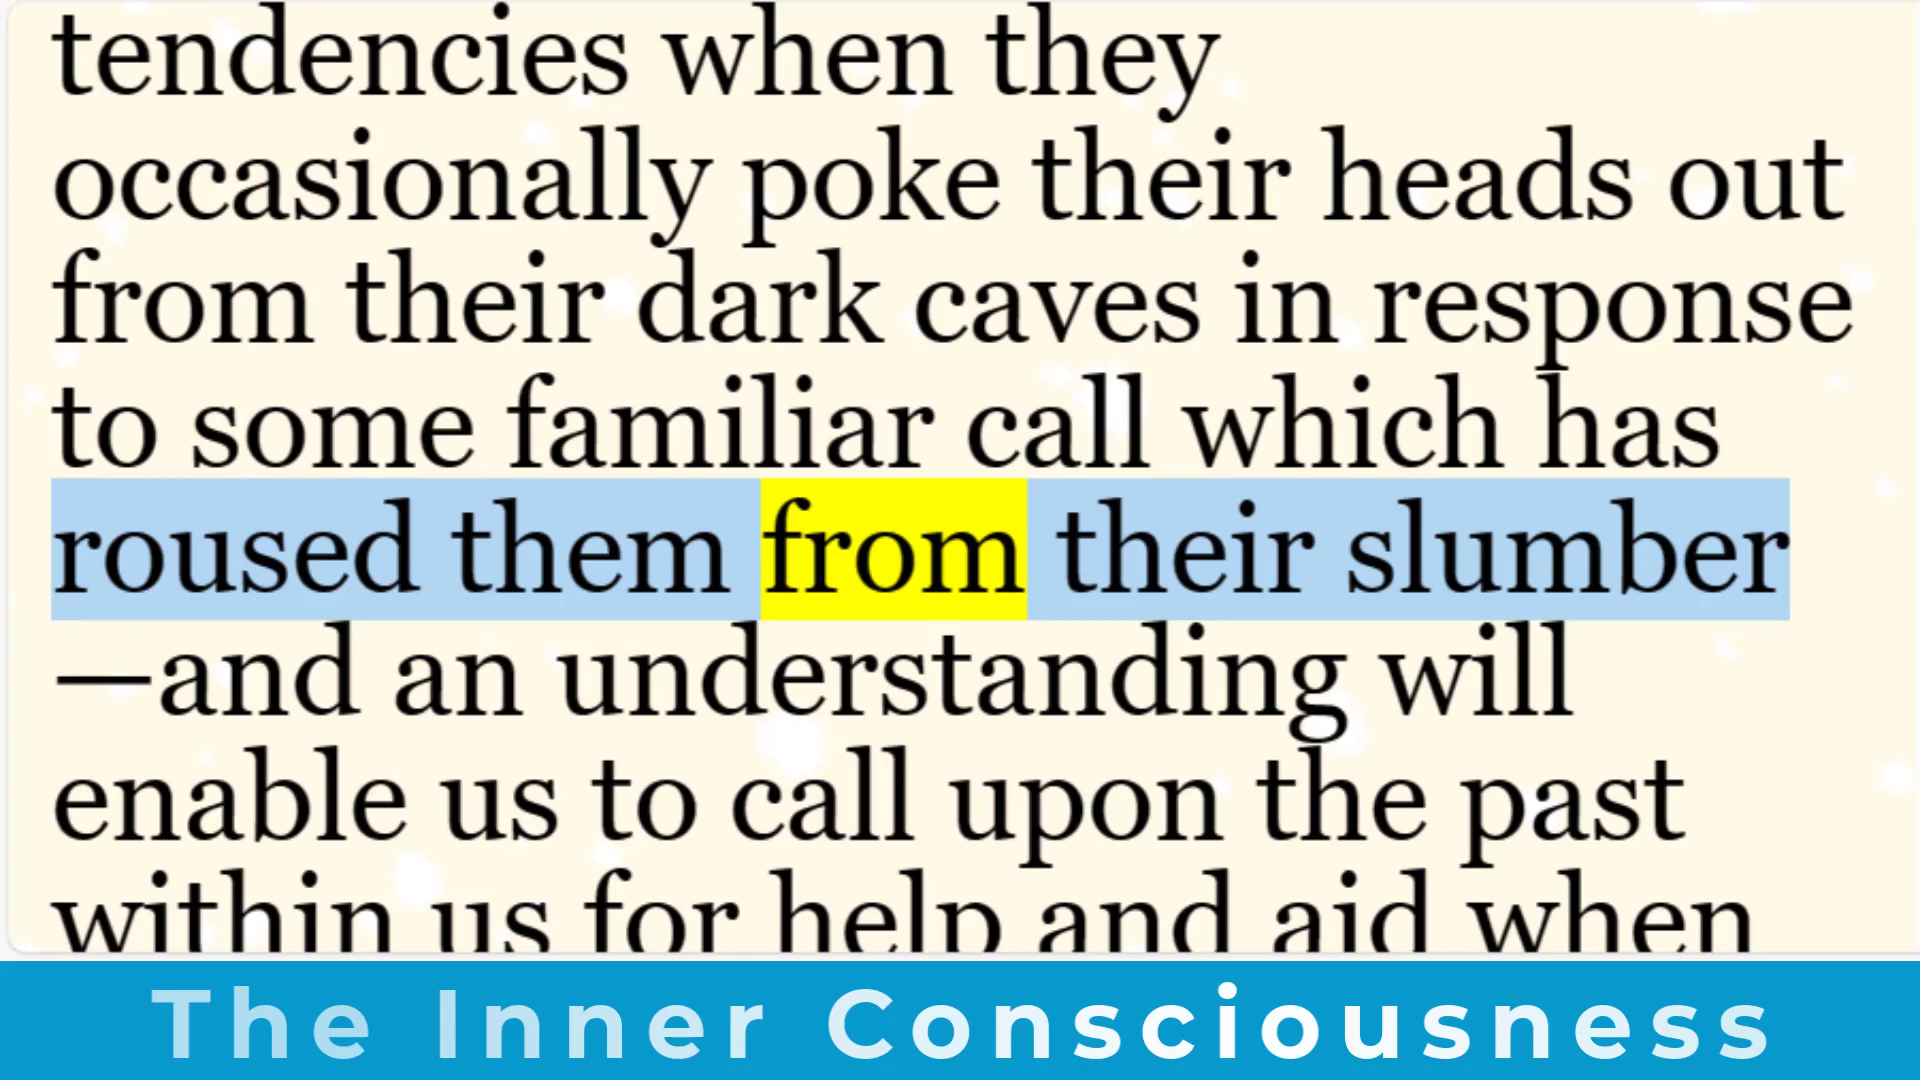 tendencies when they
occasionally poke their heads out
from their dark caves in response
to some familiar call which has
roused them from their slumber
—and an understanding will
enable us to call upon the past
within us for help and aid when
The Inner Consciousness